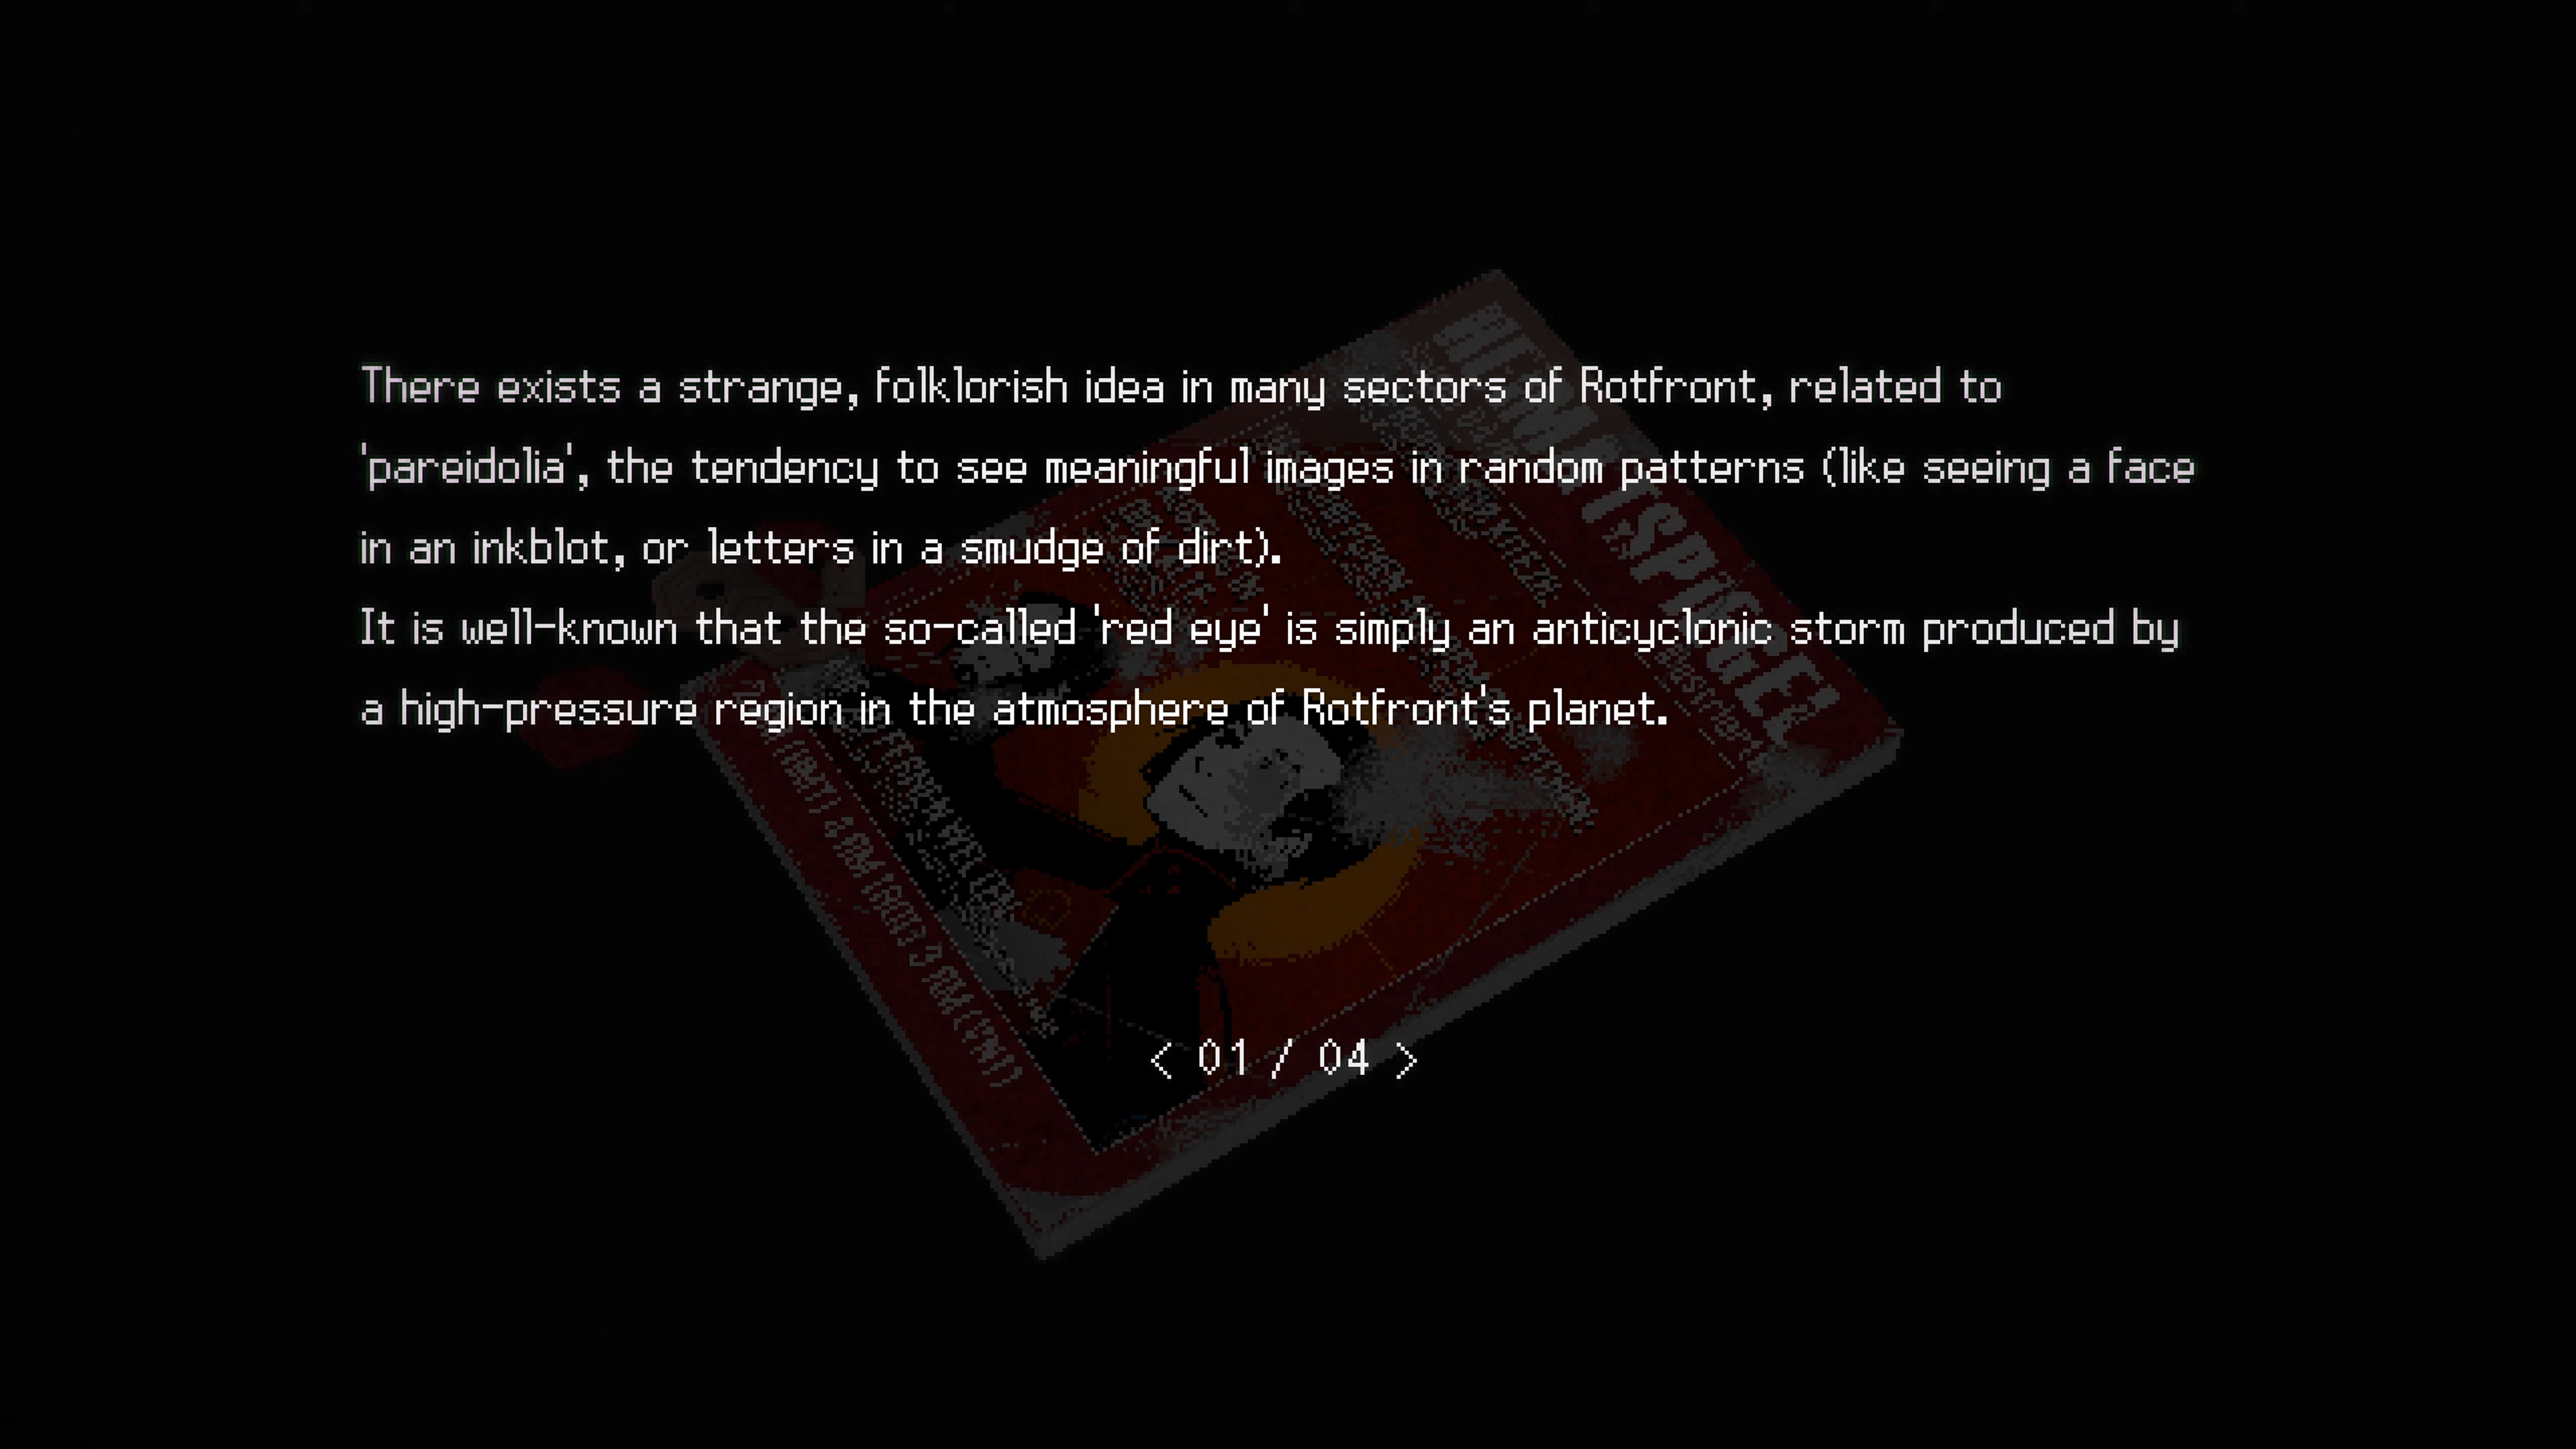 There exists a strange, folklorish idea in many sectors of Rotfront, related to
'pareidolia', the tendency to see meaningful images in random patterns (like seeing a face
in an inkblot, or letters in a smudge of dirt).
It is well-known that the so-called 'red eye' is simply an anticyclonic storm produced by
a high-pressure region in the atmosphere of Rotfront's planet.
< 01 / 04 >